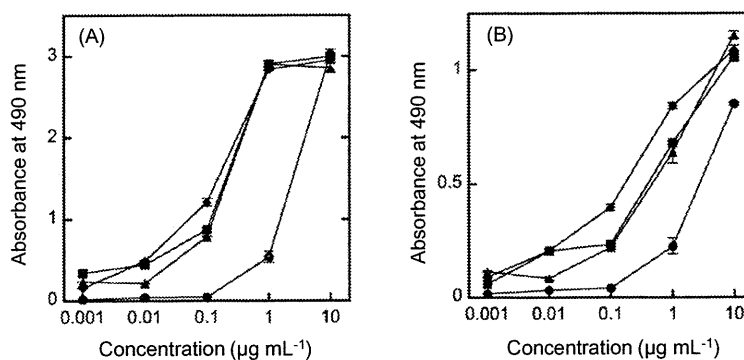 (A)
Absorbance at 490 nm
3
2
1
0
0.001 0.01 0.1 1 10
Concentration (µg mL-1)
(B)
Absorbance at 490 nm
1
0.5
0
0.001 0.01 0.1 1 10
Concentration (µg mL-1)